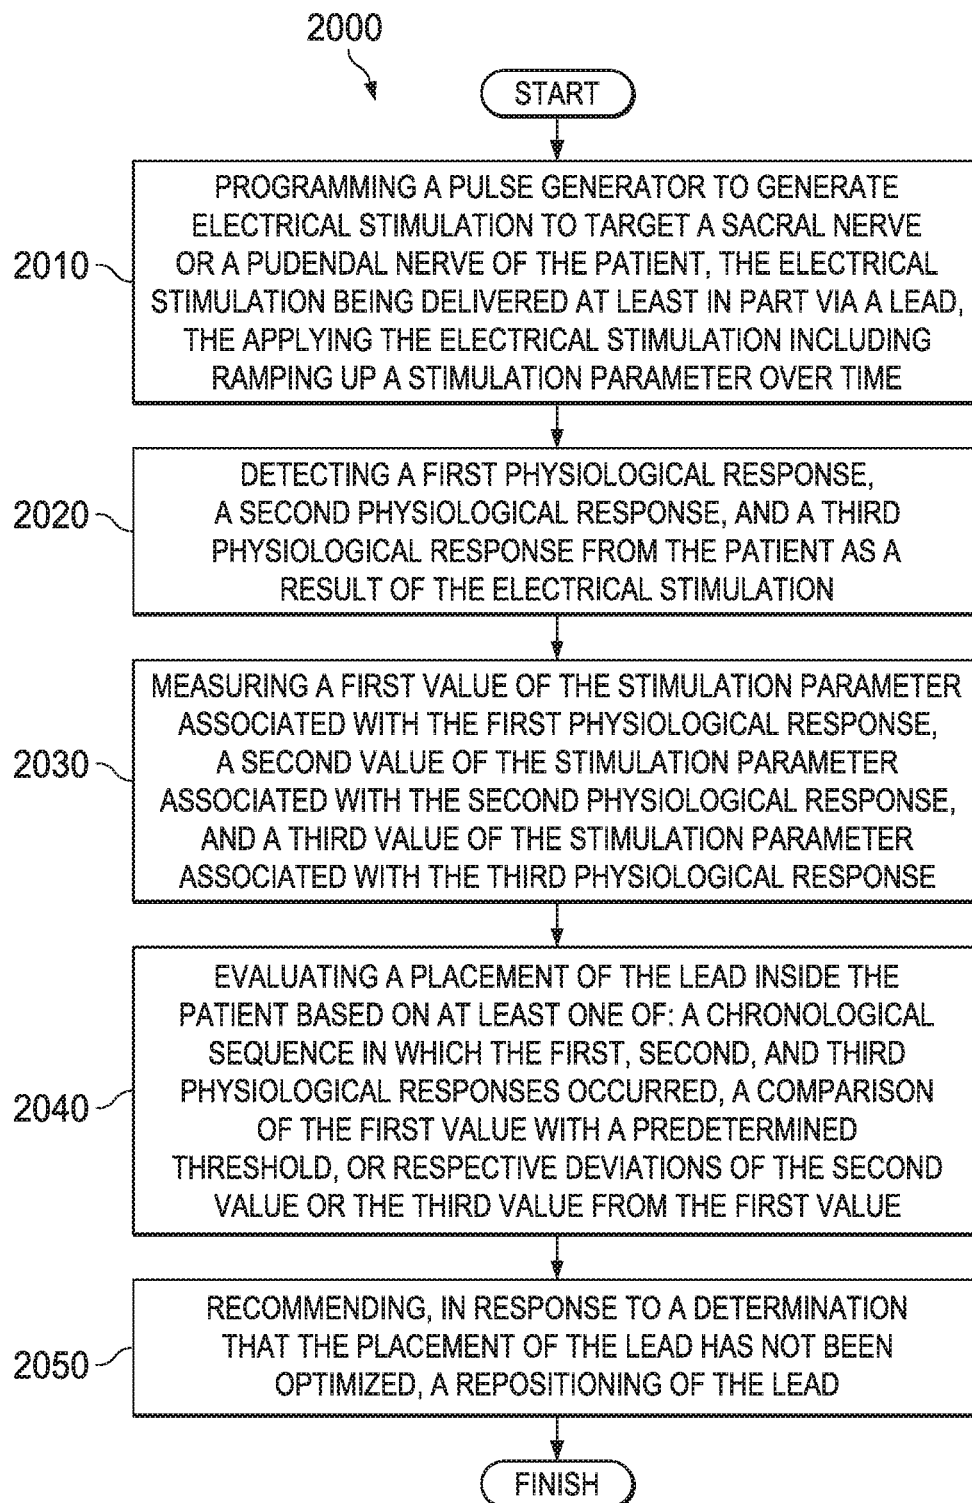 2000
START
2010
PROGRAMMING A PULSE GENERATOR TO GENERATE
ELECTRICAL STIMULATION TO TARGET A SACRAL NERVE
OR A PUDENDAL NERVE OF THE PATIENT, THE ELECTRICAL
STIMULATION BEING DELIVERED AT LEAST IN PART VIA A LEAD,
THE APPLYING THE ELECTRICAL STIMULATION INCLUDING
RAMPING UP A STIMULATION PARAMETER OVER TIME
2020
DETECTING A FIRST PHYSIOLOGICAL RESPONSE,
A SECOND PHYSIOLOGICAL RESPONSE, AND A THIRD
PHYSIOLOGICAL RESPONSE FROM THE PATIENT AS A
RESULT OF THE ELECTRICAL STIMULATION
2030
MEASURING A FIRST VALUE OF THE STIMULATION PARAMETER
ASSOCIATED WITH THE FIRST PHYSIOLOGICAL RESPONSE,
A SECOND VALUE OF THE STIMULATION PARAMETER
ASSOCIATED WITH THE SECOND PHYSIOLOGICAL RESPONSE,
AND A THIRD VALUE OF THE STIMULATION PARAMETER
ASSOCIATED WITH THE THIRD PHYSIOLOGICAL RESPONSE
2040
EVALUATING A PLACEMENT OF THE LEAD INSIDE THE
PATIENT BASED ON AT LEAST ONE OF: A CHRONOLOGICAL
SEQUENCE IN WHICH THE FIRST, SECOND, AND THIRD
PHYSIOLOGICAL RESPONSES OCCURRED, A COMPARISON
OF THE FIRST VALUE WITH A PREDETERMINED
THRESHOLD, OR RESPECTIVE DEVIATIONS OF THE SECOND
VALUE OR THE THIRD VALUE FROM THE FIRST VALUE
2050
RECOMMENDING, IN RESPONSE TO A DETERMINATION
THAT THE PLACEMENT OF THE LEAD HAS NOT BEEN
OPTIMIZED, A REPOSITIONING OF THE LEAD
FINISH